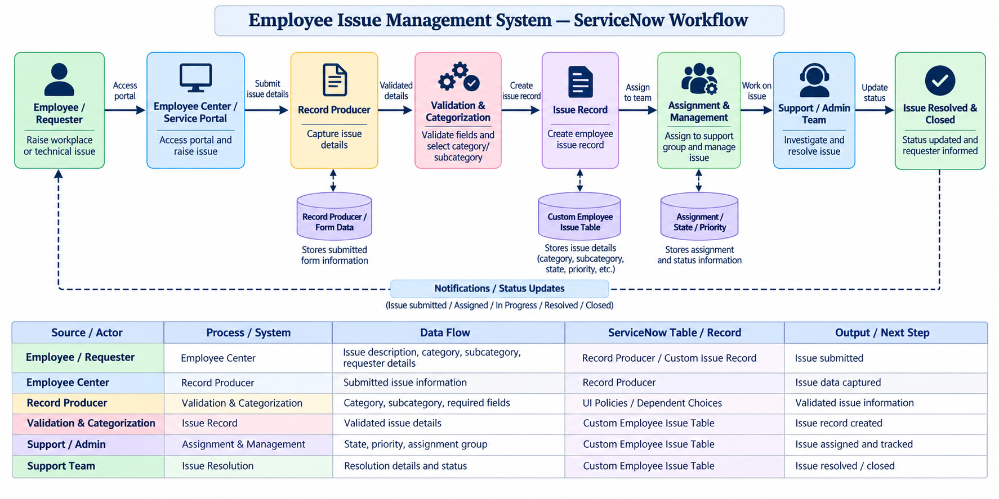 Employee Issue Management System — ServiceNow Workflow
Employee /
Requester
Raise workplace
or technical issue
Access
portal
Employee Center /
Service Portal
Access portal and
raise issue
Submit
issue details
Record Producer
Capture issue
details
Validated
details
Validation &
Categorization
Validate fields and
select category/
subcategory
Create
issue record
Issue Record
Create employee
issue record
Assign
to team
Assignment &
Management
Assign to support
group and manage
issue
Work on
issue
Support / Admin
Team
Investigate and
resolve issue
Update
status
Issue Resolved &
Closed
Status updated and
requester informed
Record Producer /
Form Data
Stores submitted
form information
Custom Employee
Issue Table
Stores issue details
(category, subcategory,
state, priority, etc.)
Assignment /
State / Priority
Stores assignment
and status information
Notifications / Status Updates
(Issue submitted / Assigned / In Progress / Resolved / Closed)
Source / Actor Process / System Data Flow ServiceNow Table / Record Output / Next Step
Employee / Requester Employee Center Issue description, category, subcategory,
requester details Record Producer / Custom Issue Record Issue submitted
Employee Center Record Producer Submitted issue information Record Producer Issue data captured
Record Producer Validation & Categorization Category, subcategory, required fields UI Policies / Dependent Choices Validated issue information
Validation & Categorization Issue Record Validated issue details Custom Employee Issue Table Issue record created
Support / Admin Assignment & Management State, priority, assignment group Custom Employee Issue Table Issue assigned and tracked
Support Team Issue Resolution Resolution details and status Custom Employee Issue Table Issue resolved / closed